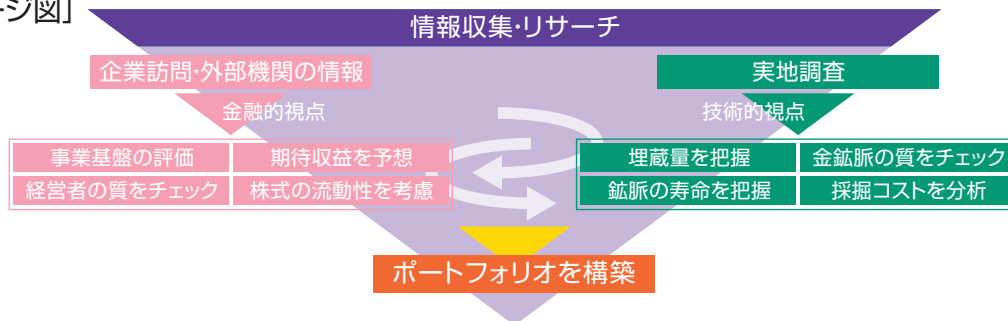 ージ図」
情報収集・リサーチ
企業訪問・外部機関の情報
実地調査
金融的視点
技術的視点
事業基盤の評価
期待収益を予想
経営者の質をチェック
株式の流動性を考慮
埋蔵量を把握
金鉱脈の質をチェック
鉱脈の寿命を把握
採掘コストを分析
ポートフォリオを構築